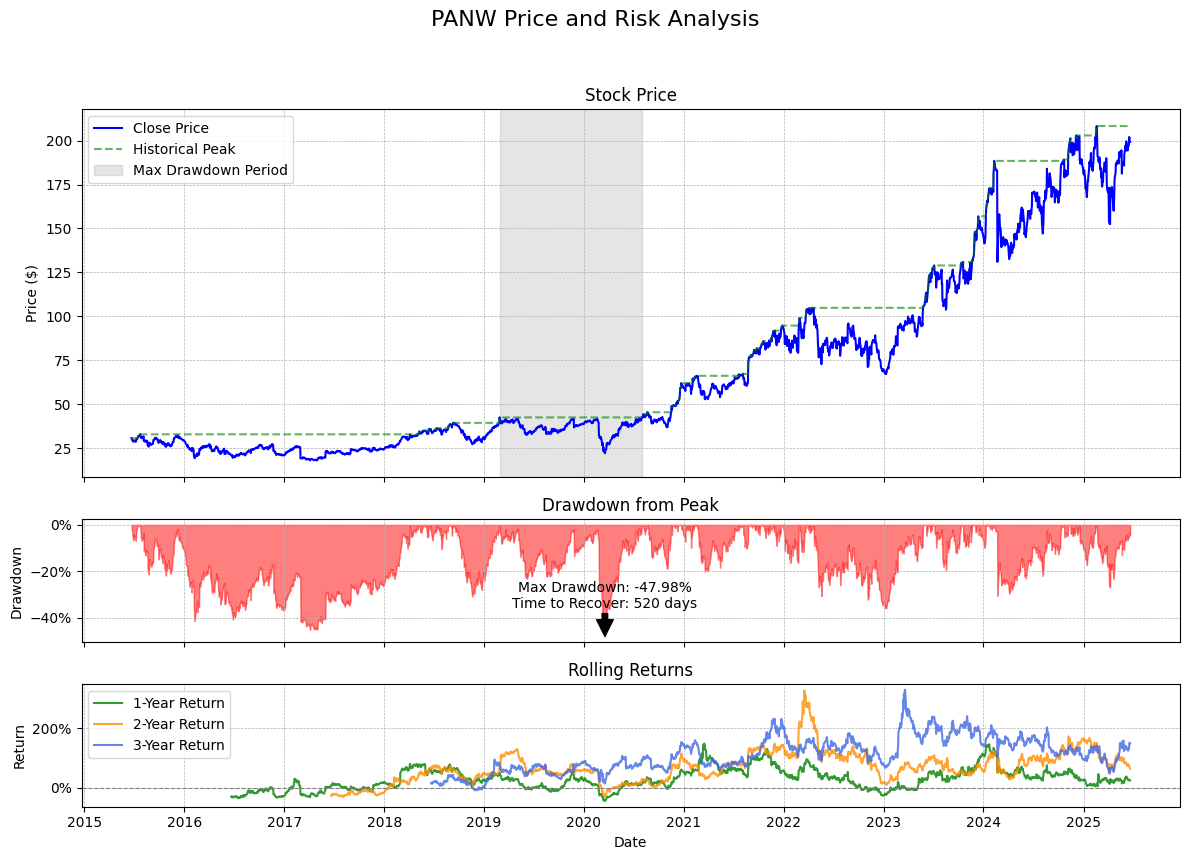 PANW Price and Risk Analysis
Stock Price
Close Price
Historical Peak
Max Drawdown Period
Price ($)
200
175
150
125
100
75
50
25
Drawdown from Peak
Drawdown
0%
−20%
−40%
Max Drawdown: -47.98%
Time to Recover: 520 days
Rolling Returns
1-Year Return
2-Year Return
3-Year Return
Return
200%
0%
2015 2016 2017 2018 2019 2020 2021 2022 2023 2024 2025
Date